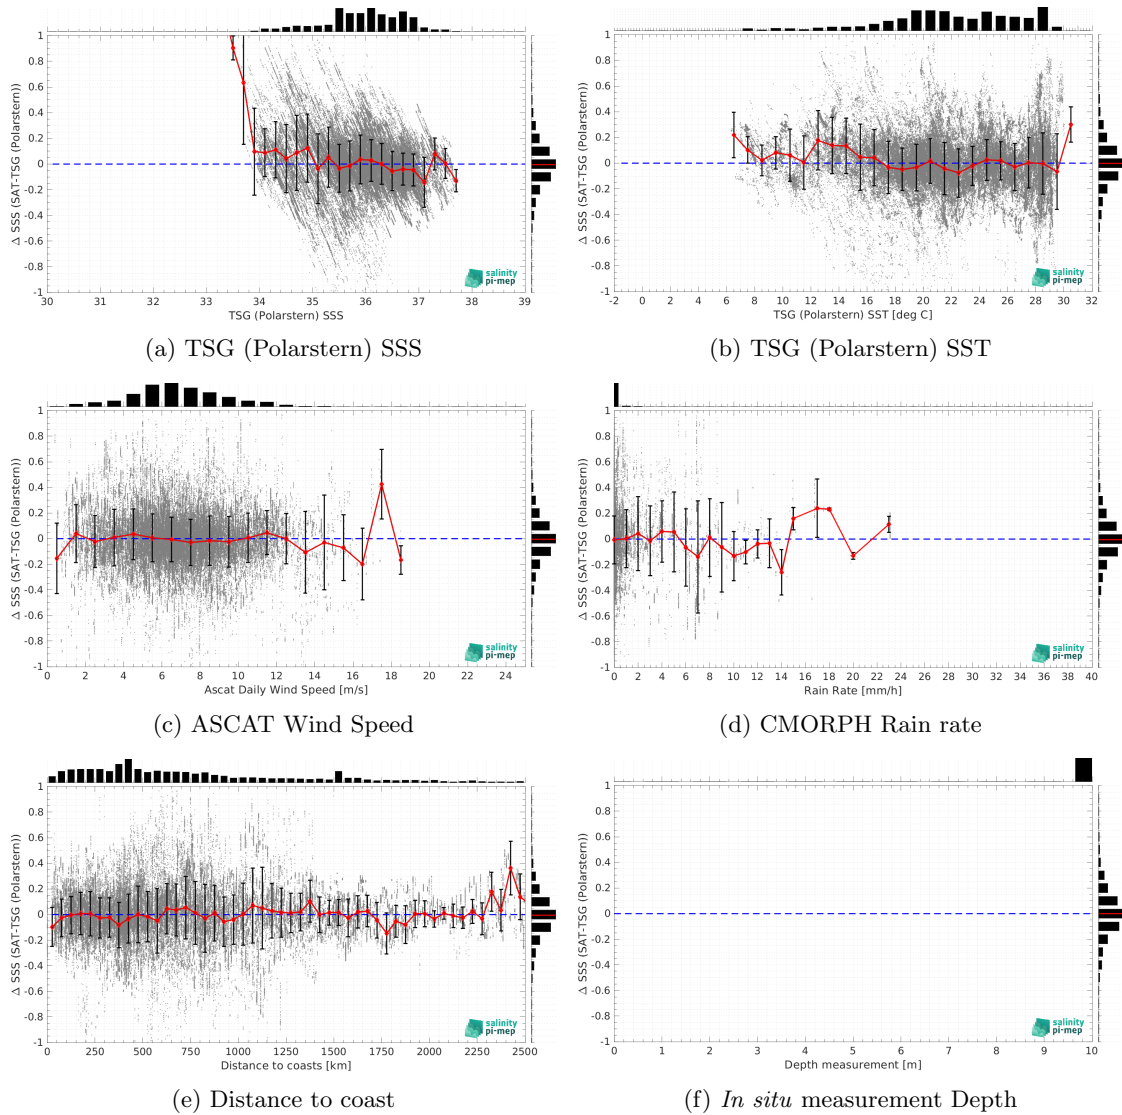 1
0.8
0.6
0.4
0.2
0
-0.2
-0.4
-0.6
-0.8
-1
Δ SSS (SAT-TSG (Polarstern))
30 31 32 33 34 35 36 37 38 39
TSG (Polarstern) SSS
salinity
pi-mep
(a) TSG (Polarstern) SSS
1
0.8
0.6
0.4
0.2
0
-0.2
-0.4
-0.6
-0.8
-1
Δ SSS (SAT-TSG (Polarstern))
-2 0 2 4 6 8 10 12 14 16 18 20 22 24 26 28 30 32
TSG (Polarstern) SST [deg C]
salinity
pi-mep
(b) TSG (Polarstern) SST
1
0.8
0.6
0.4
0.2
0
-0.2
-0.4
-0.6
-0.8
-1
Δ SSS (SAT-TSG (Polarstern))
0 2 4 6 8 10 12 14 16 18 20 22 24
Ascat Daily Wind Speed [m/s]
salinity
pi-mep
(c) ASCAT Wind Speed
1
0.8
0.6
0.4
0.2
0
-0.2
-0.4
-0.6
-0.8
-1
Δ SSS (SAT-TSG (Polarstern))
0 2 4 6 8 10 12 14 16 18 20 22 24 26 28 30 32 34 36 38 40
Rain Rate [mm/h]
salinity
pi-mep
(d) CMORPH Rain rate
1
0.8
0.6
0.4
0.2
0
-0.2
-0.4
-0.6
-0.8
-1
Δ SSS (SAT-TSG (Polarstern))
0 250 500 750 1000 1250 1500 1750 2000 2250 2500
Distance to coasts [km]
salinity
pi-mep
(e) Distance to coast
1
0.8
0.6
0.4
0.2
0
-0.2
-0.4
-0.6
-0.8
-1
Δ SSS (SAT-TSG (Polarstern))
0 1 2 3 4 5 6 7 8 9 10
Depth measurement [m]
salinity
pi-mep
(f) In situ measurement Depth